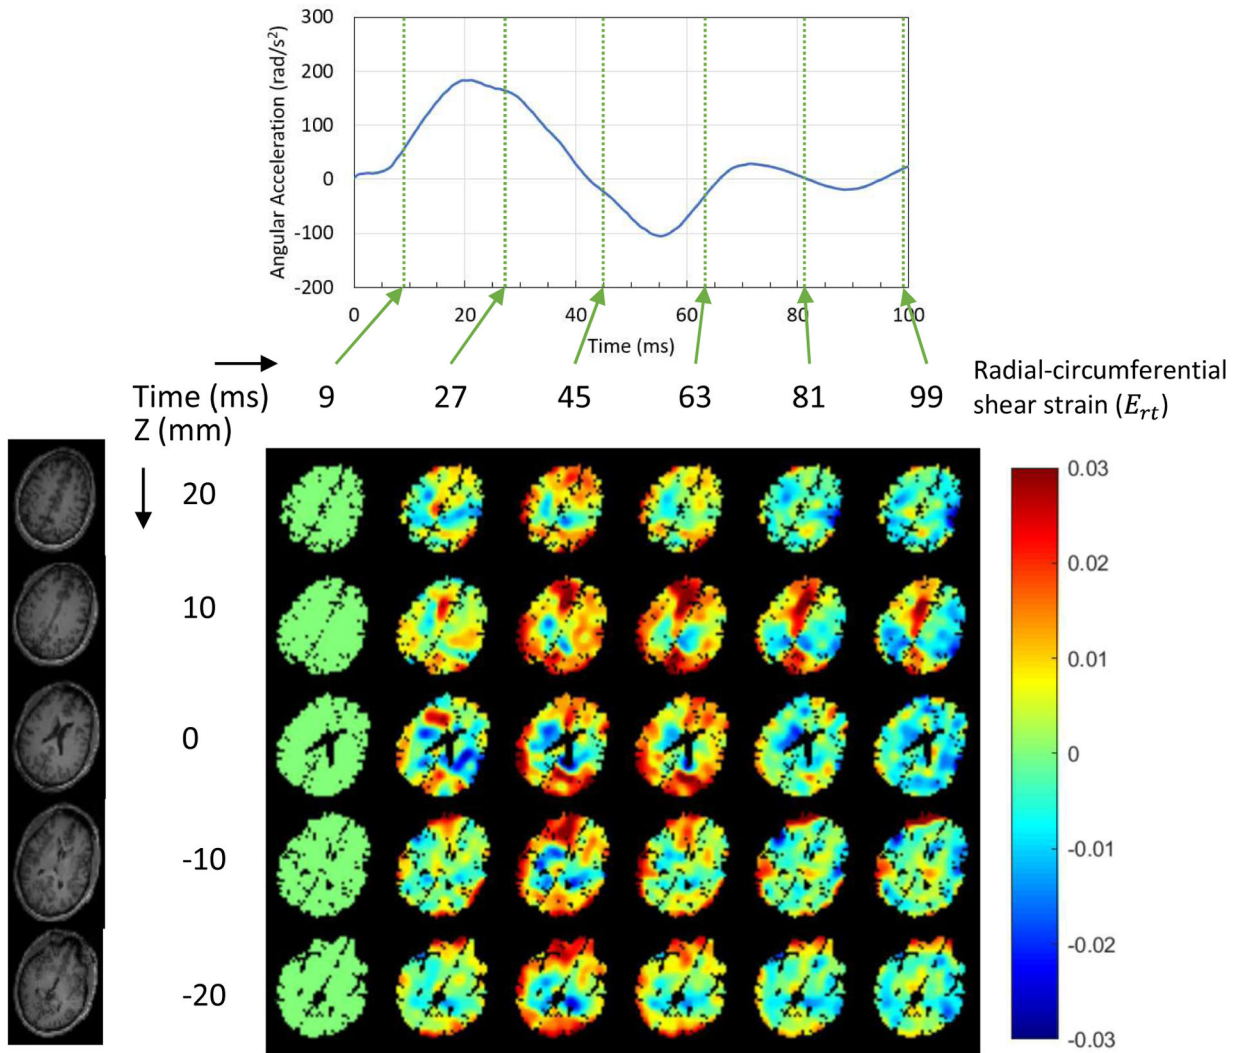 300
200
100
0
-100
-200
Angular Acceleration (rad/s²)
0 20 40 60 80 100
Time (ms)
Time (ms) 9 27 45 63 81 99
Radial-circumferential
shear strain (E_rt)
Z (mm)
20
10
0
-10
-20
0.03
0.02
0.01
0
-0.01
-0.02
-0.03